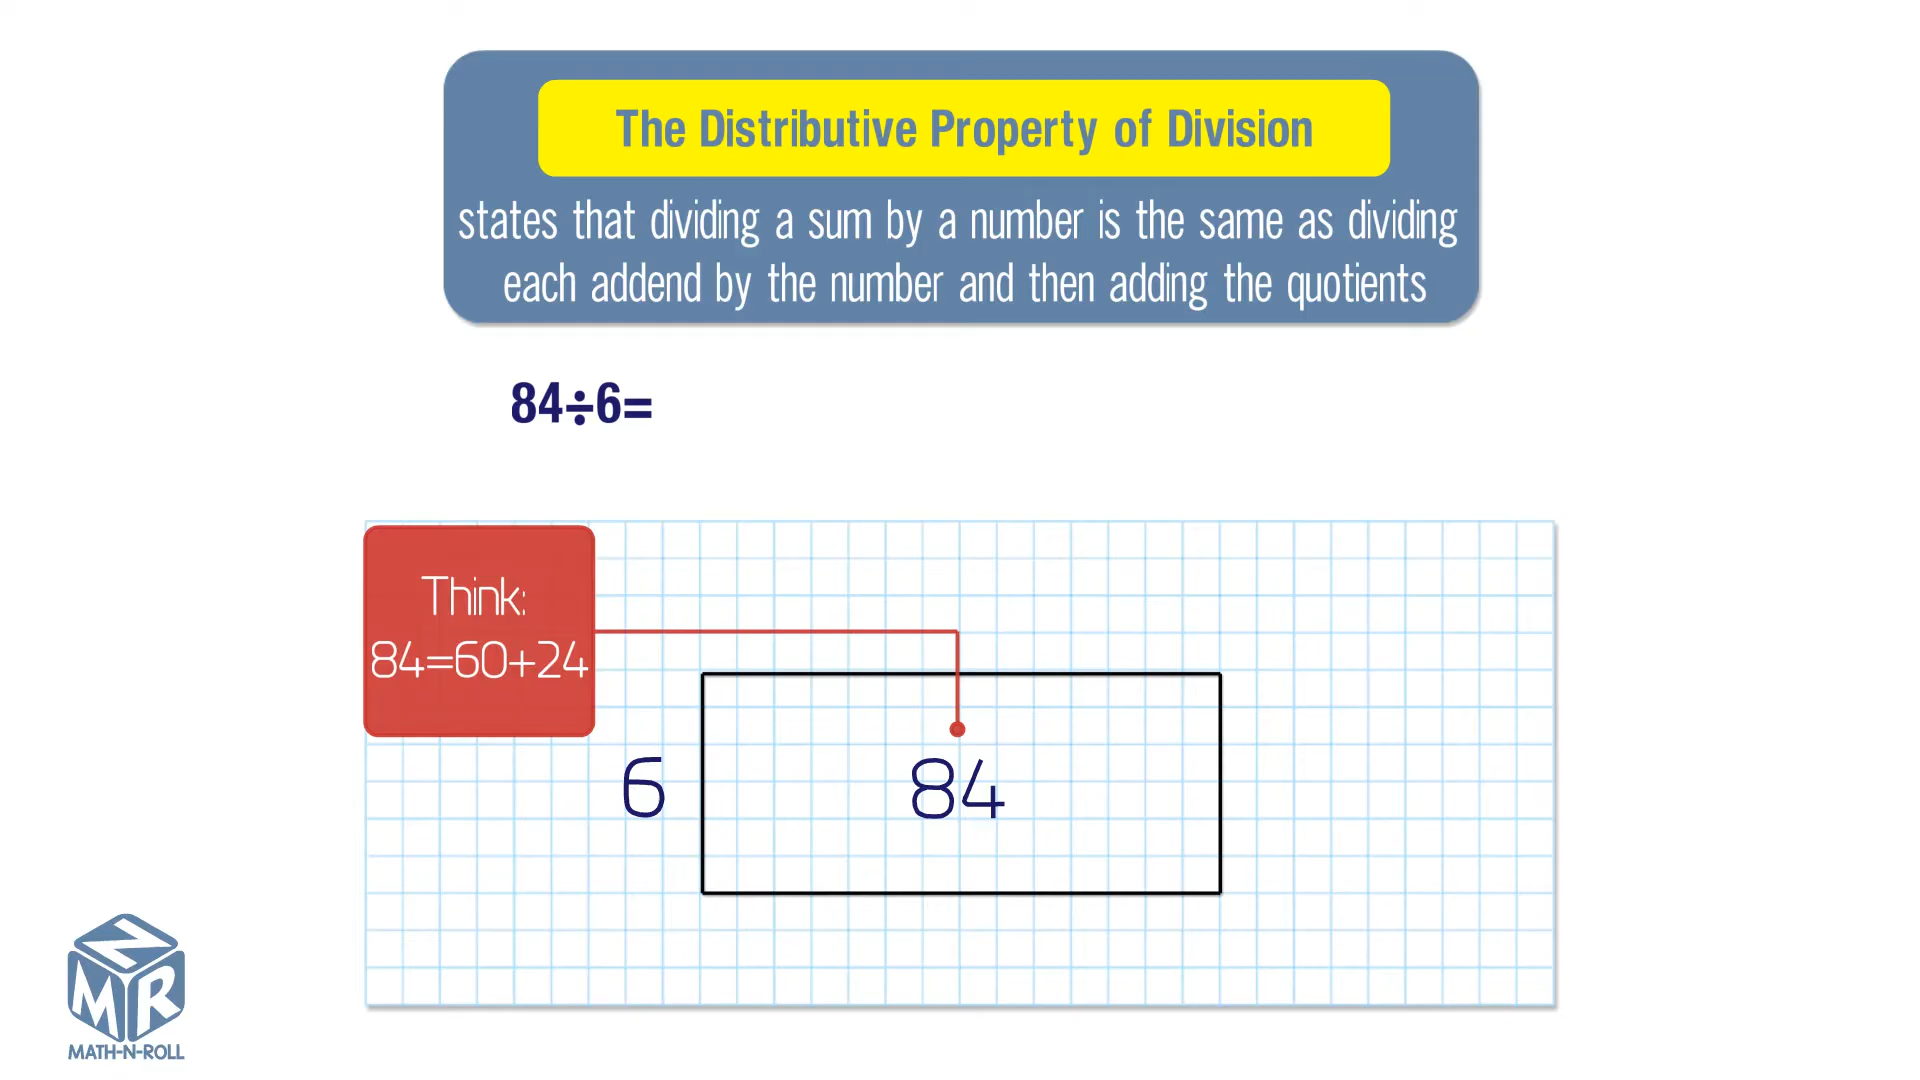 The Distributive Property of Division
states that dividing a sum by a number is the same as dividing
each addend by the number and then adding the quotients
84÷6=
Think:
84=60+24
6
84
N
M R
MATH-N-ROLL